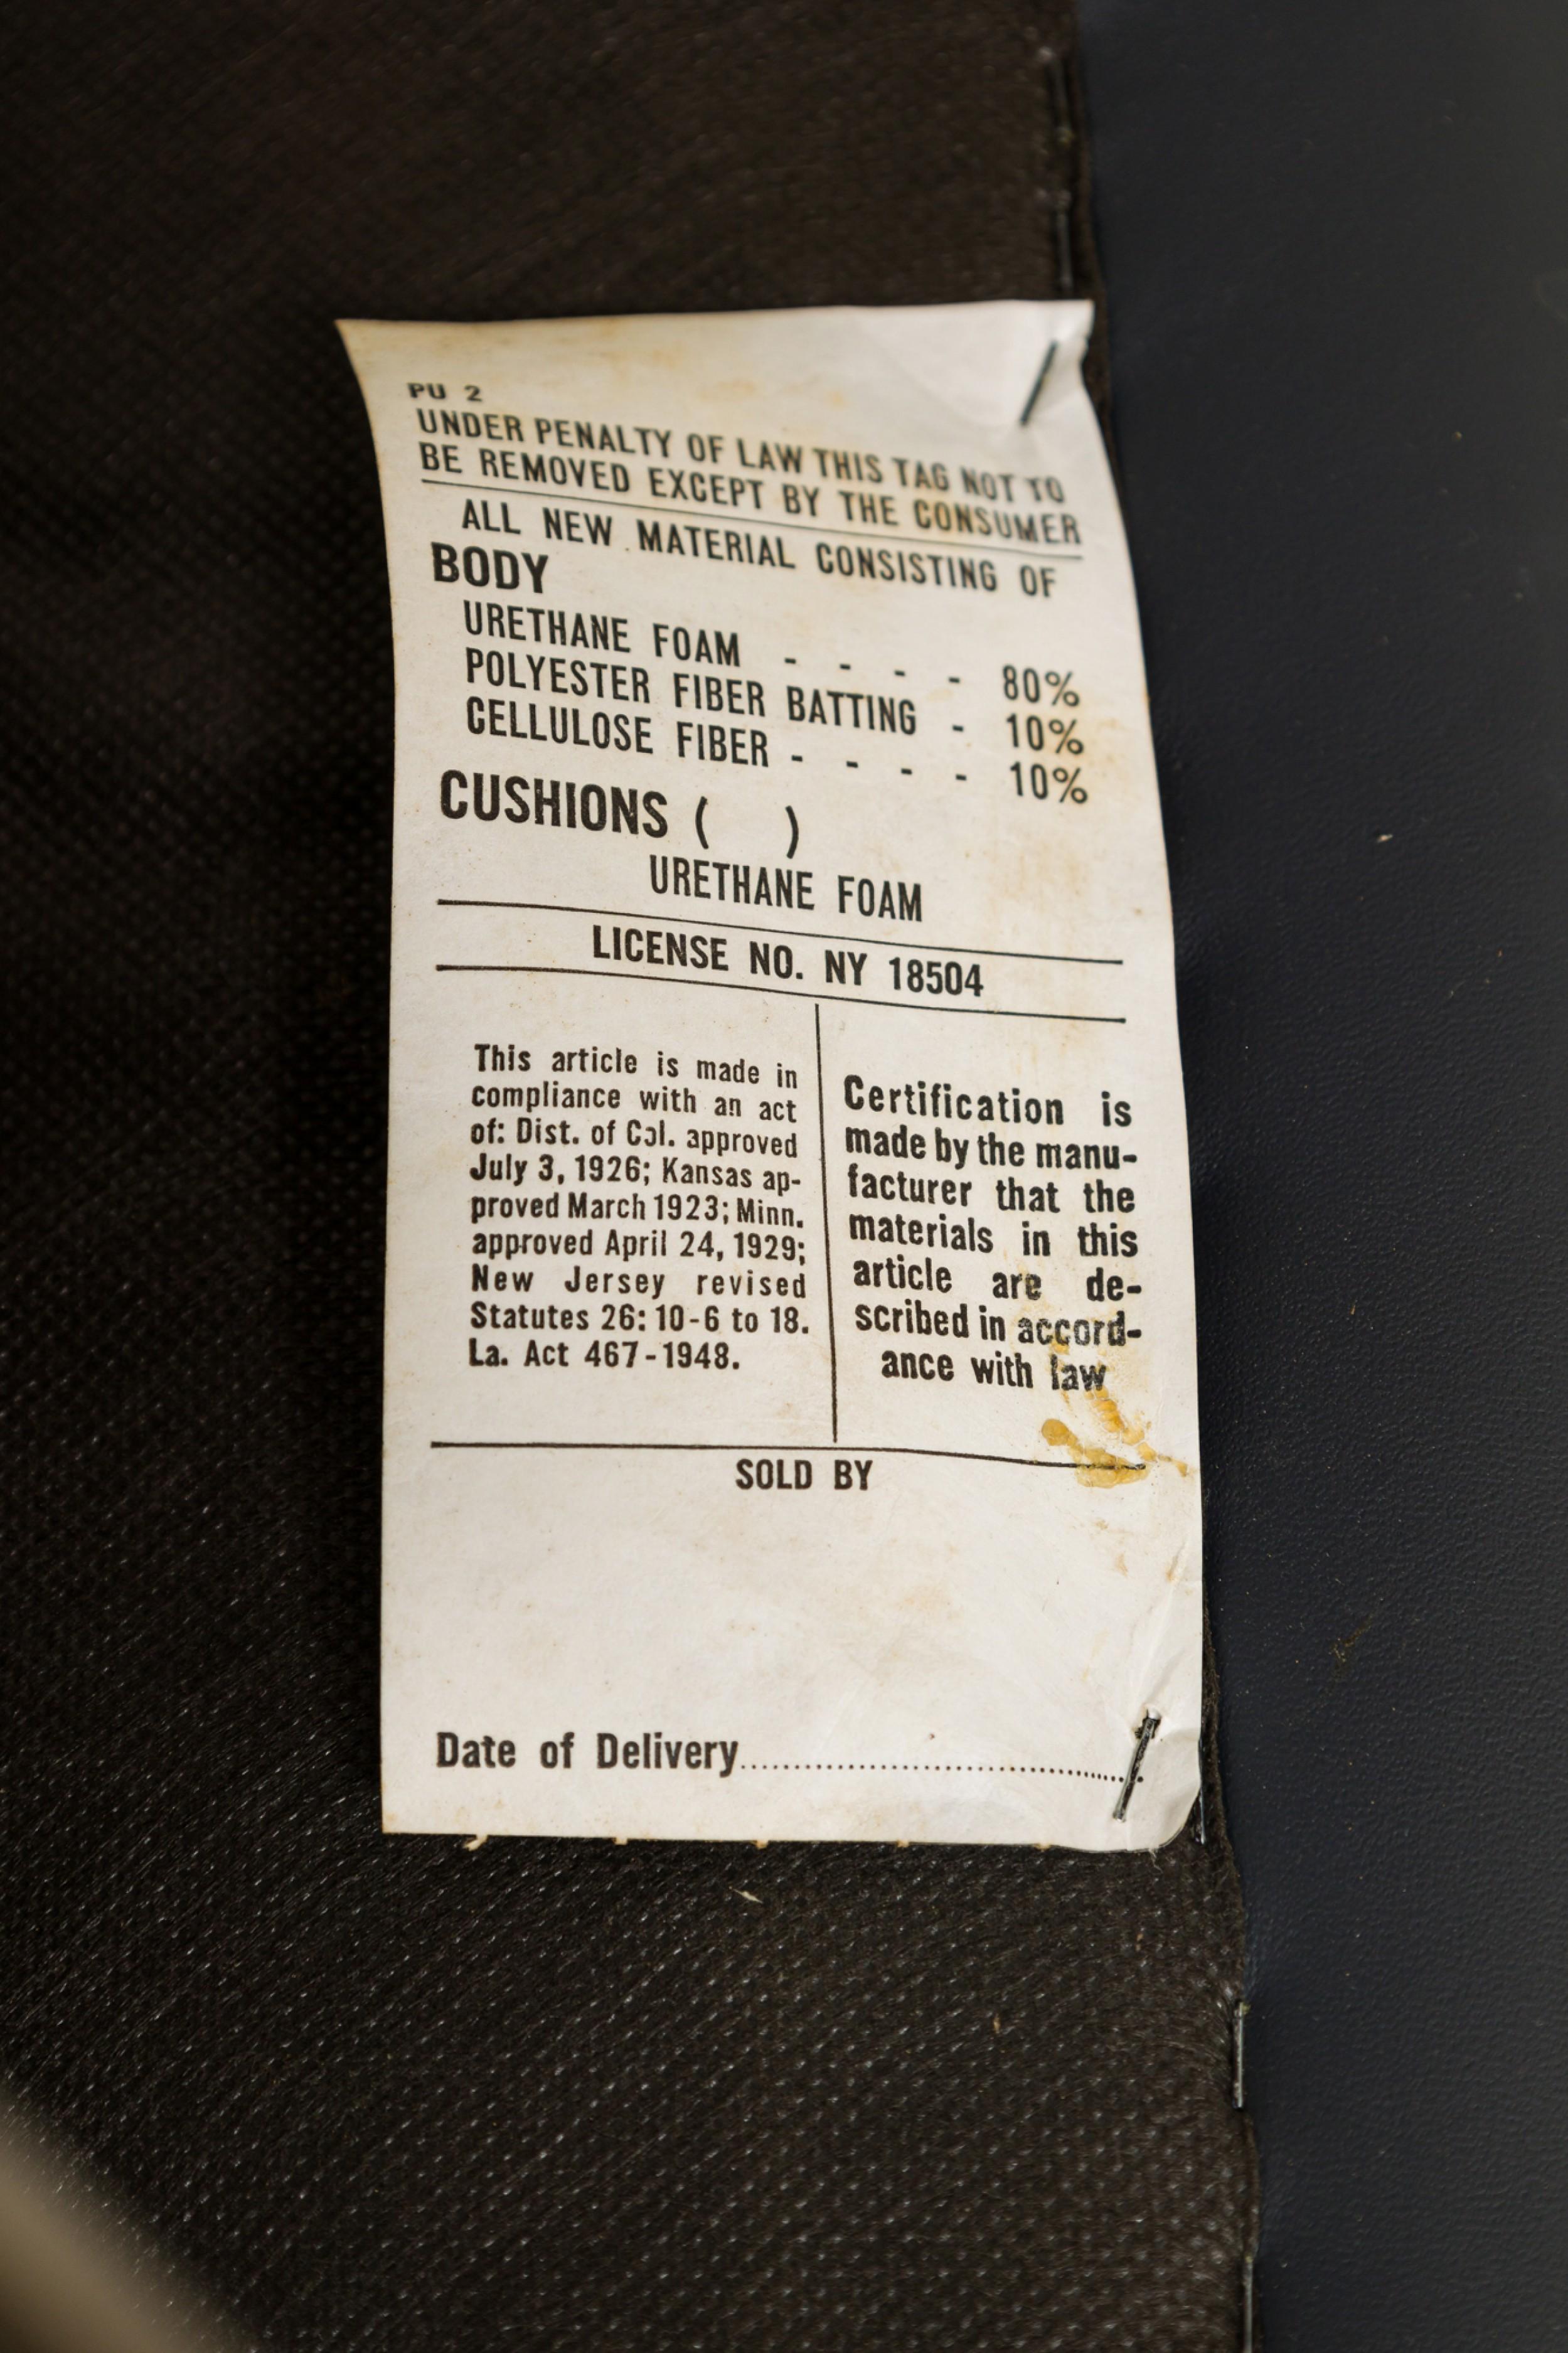 PU 2
UNDER PENALTY OF LAW THIS TAG NOT TO
BE REMOVED EXCEPT BY THE CONSUMER
ALL NEW MATERIAL CONSISTING OF
BODY
URETHANE FOAM - - - - 80%
POLYESTER FIBER BATTING - 10%
CELLULOSE FIBER - - - - 10%
CUSHIONS ( )
URETHANE FOAM
LICENSE NO. NY 18504
This article is made in
compliance with an act
of: Dist. of Col. approved
July 3, 1926; Kansas ap-
proved March 1923; Minn.
approved April 24, 1929;
New Jersey revised
Statutes 26: 10-6 to 18.
La. Act 467-1948.
Certification is
made by the manu-
facturer that the
materials in this
article are de-
scribed in accord-
ance with law
SOLD BY
Date of Delivery........................................